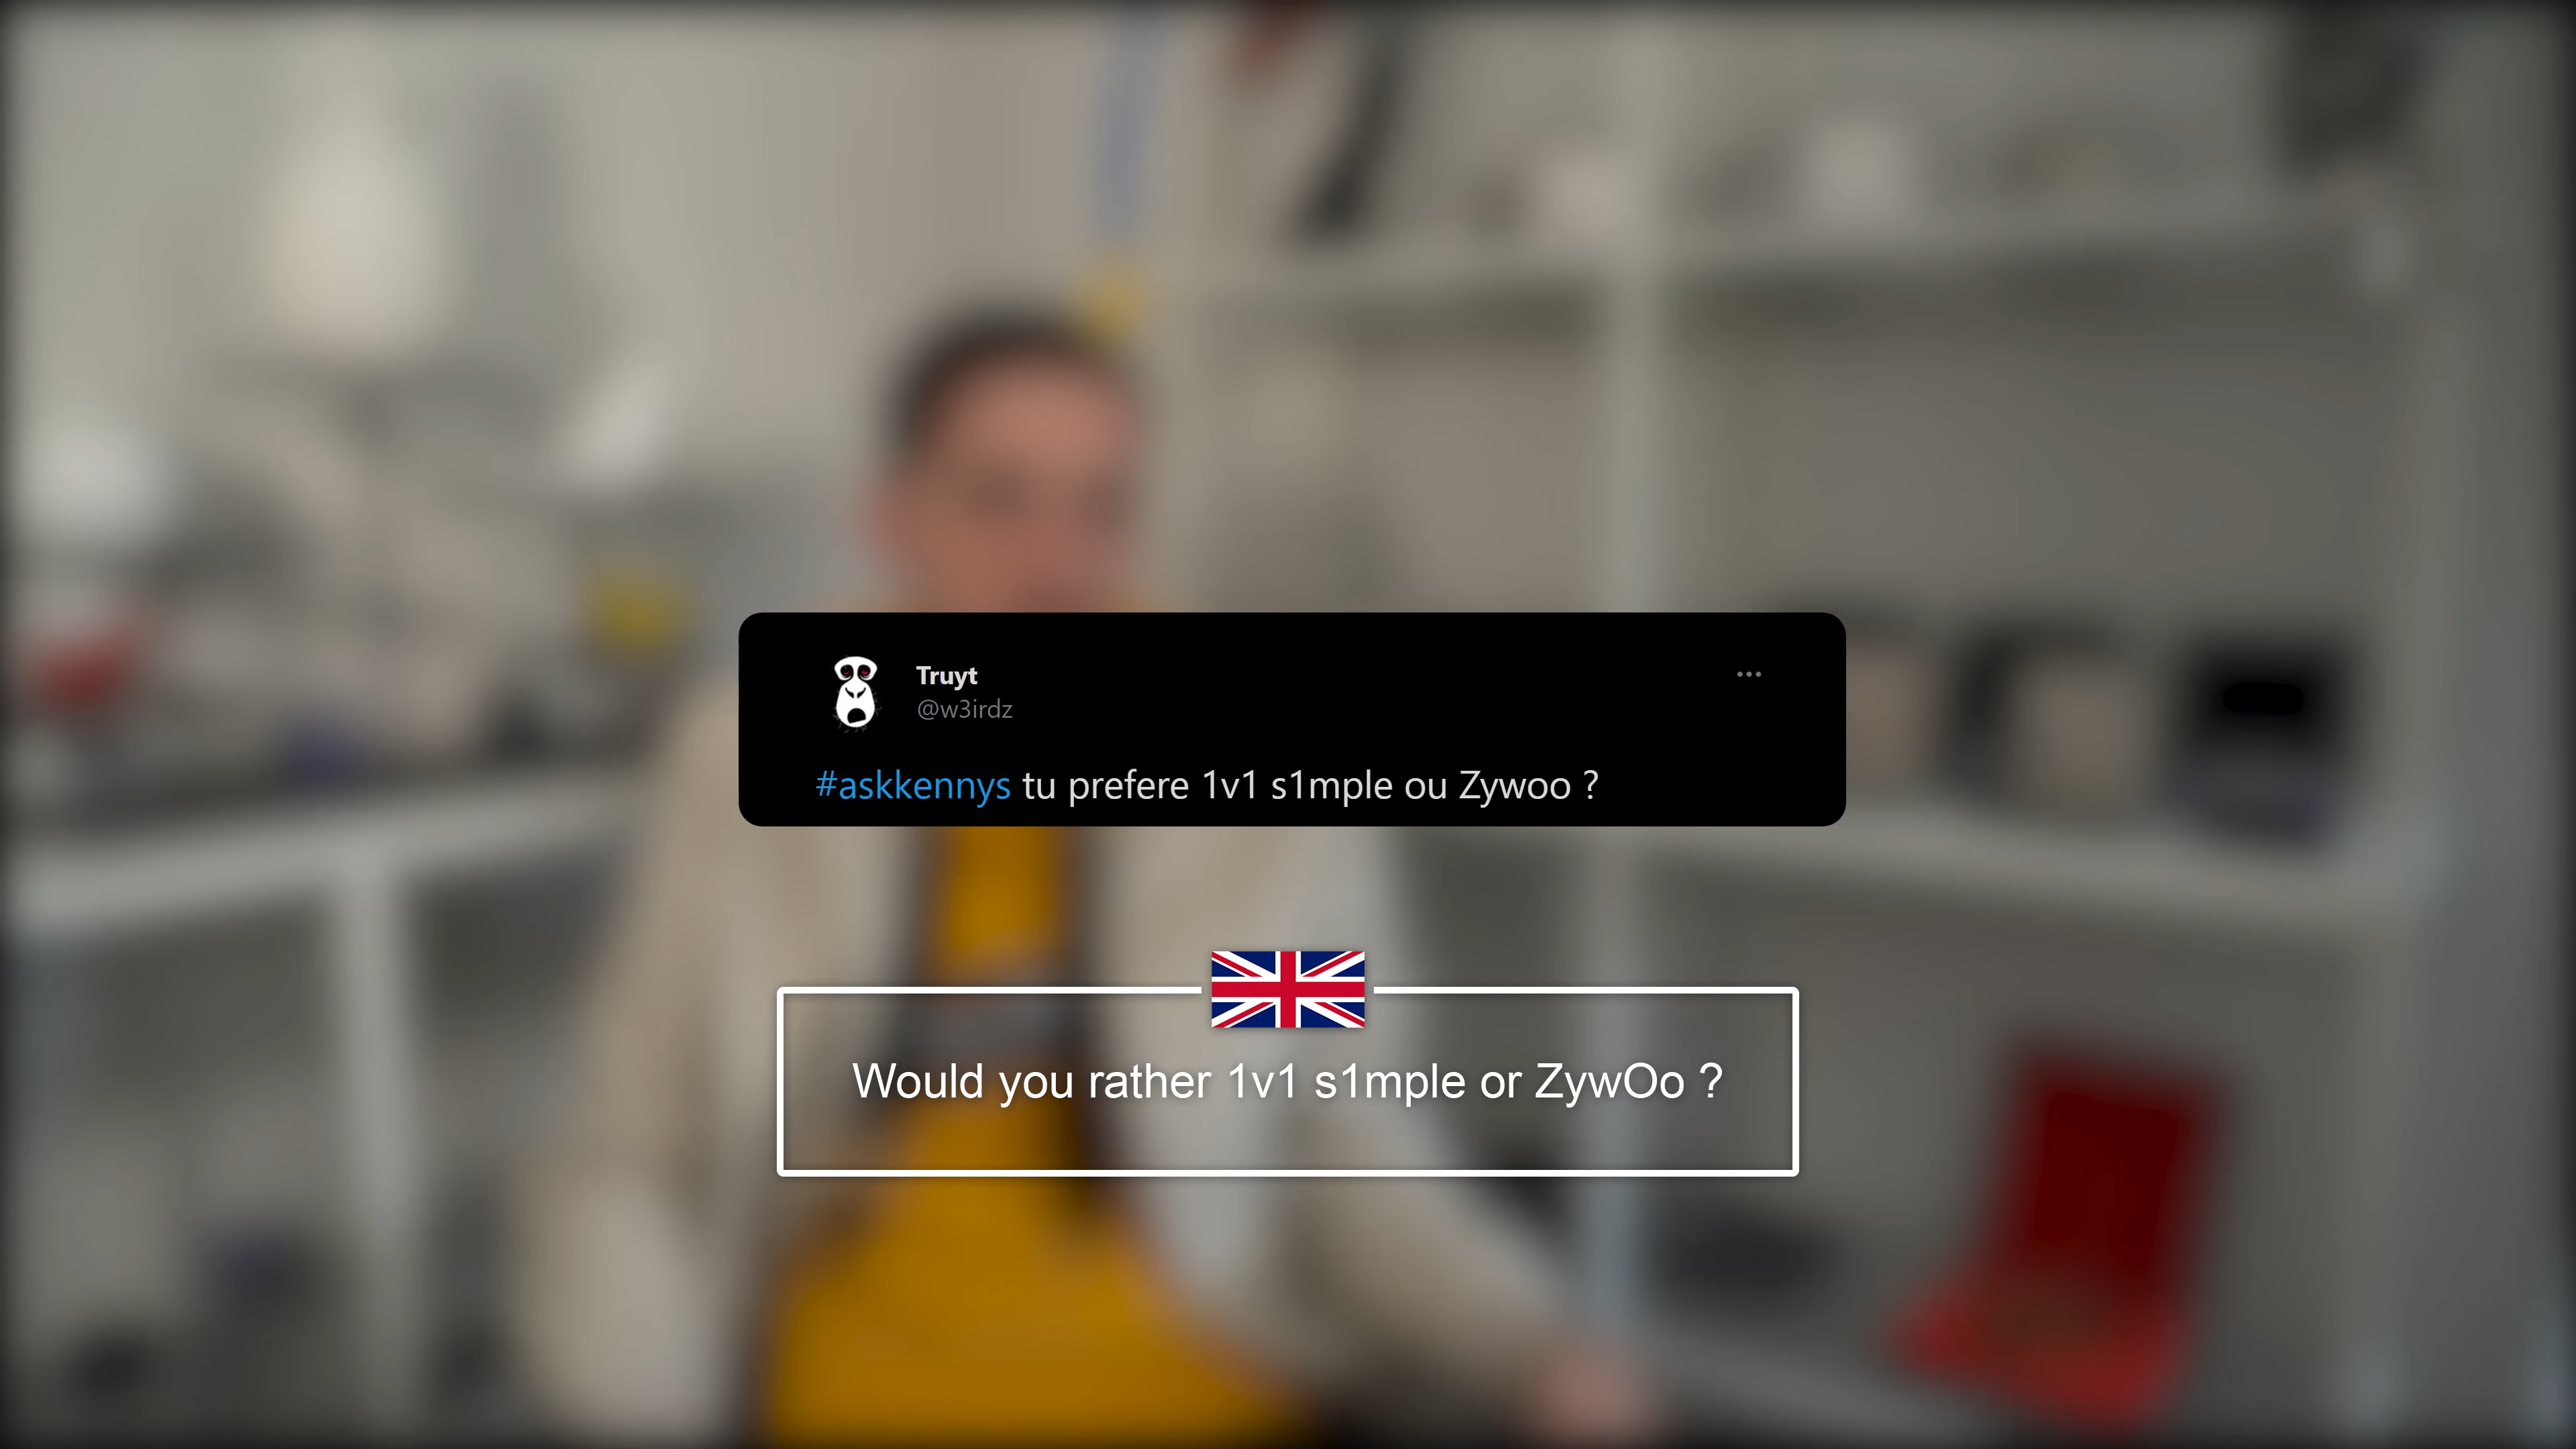 Truyt
@w3irdz
#askkennys tu prefere 1v1 s1mple ou Zywoo ?
Would you rather 1v1 s1mple or ZywOo ?